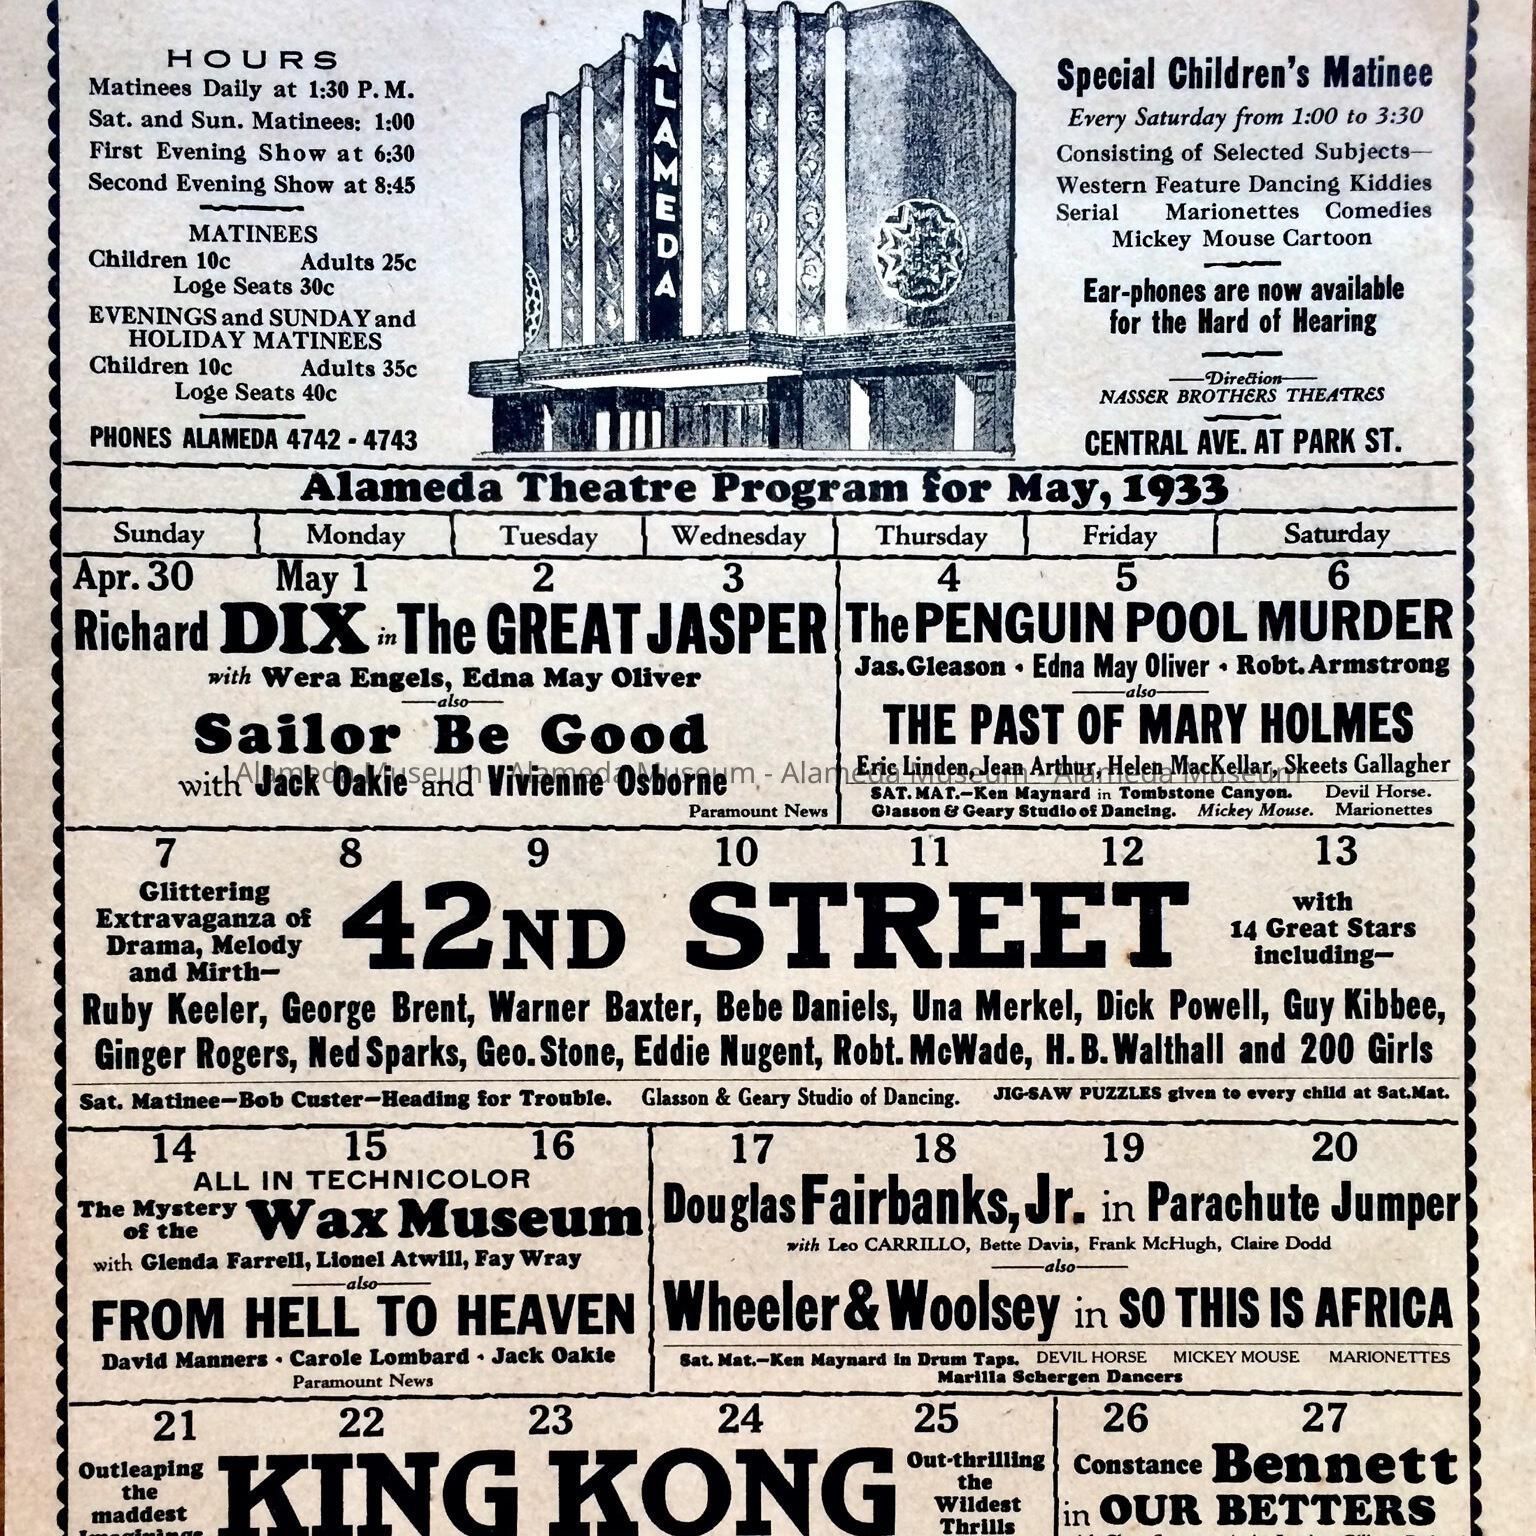 HOURS
Matinees Daily at 1:30 P. M.
Sat. and Sun. Matinees: 1:00
First Evening Show at 6:30
Second Evening Show at 8:45
MATINEES
Children 10c Adults 25c
Loge Seats 30c
EVENINGS and SUNDAY and
HOLIDAY MATINEES
Children 10c Adults 35c
Loge Seats 40c
PHONES ALAMEDA 4742 - 4743
ALAMEDA
Special Children's Matinee
Every Saturday from 1:00 to 3:30
Consisting of Selected Subjects—
Western Feature Dancing Kiddies
Serial Marionettes Comedies
Mickey Mouse Cartoon
Ear-phones are now available
for the Hard of Hearing
Direction
NASSER BROTHERS THEATRES
CENTRAL AVE. AT PARK ST.
Alameda Theatre Program for May, 1933
Sunday Monday Tuesday Wednesday Thursday Friday Saturday
Apr. 30 May 1 2 3
Richard DIX in The GREAT JASPER
with Wera Engels, Edna May Oliver
also
Sailor Be Good
with Jack Oakie and Vivienne Osborne
Paramount News
4 5 6
The PENGUIN POOL MURDER
Jas. Gleason • Edna May Oliver • Robt. Armstrong
also
THE PAST OF MARY HOLMES
Eric Linden, Jean Arthur, Helen MacKellar, Skeets Gallagher
SAT. MAT.—Ken Maynard in Tombstone Canyon. Devil Horse.
Glasson & Geary Studio of Dancing. Mickey Mouse. Marionettes
Alameda Museum - Alameda Museum - Alameda Museum - Alameda Museum
7 8 9 10 11 12 13
Glittering
Extravaganza of
Drama, Melody
and Mirth—
42ND STREET
with
14 Great Stars
including—
Ruby Keeler, George Brent, Warner Baxter, Bebe Daniels, Una Merkel, Dick Powell, Guy Kibbee,
Ginger Rogers, Ned Sparks, Geo. Stone, Eddie Nugent, Robt. McWade, H. B. Walthall and 200 Girls
Sat. Matinee—Bob Custer—Heading for Trouble. Glasson & Geary Studio of Dancing. JIG-SAW PUZZLES given to every child at Sat. Mat.
14 15 16
ALL IN TECHNICOLOR
The Mystery
of the
Wax Museum
with Glenda Farrell, Lionel Atwill, Fay Wray
also
FROM HELL TO HEAVEN
David Manners • Carole Lombard • Jack Oakie
Paramount News
17 18 19 20
Douglas Fairbanks, Jr. in Parachute Jumper
with Leo CARRILLO, Bette Davis, Frank McHugh, Claire Dodd
also
Wheeler & Woolsey in SO THIS IS AFRICA
Sat. Mat.—Ken Maynard in Drum Taps. DEVIL HORSE MICKEY MOUSE MARIONETTES
Marilla Schergen Dancers
21 22 23 24 25
Outleaping
the
maddest
KING KONG
Out-thrilling
the
Wildest
Thrills
26 27
Constance Bennett
in OUR BETTERS